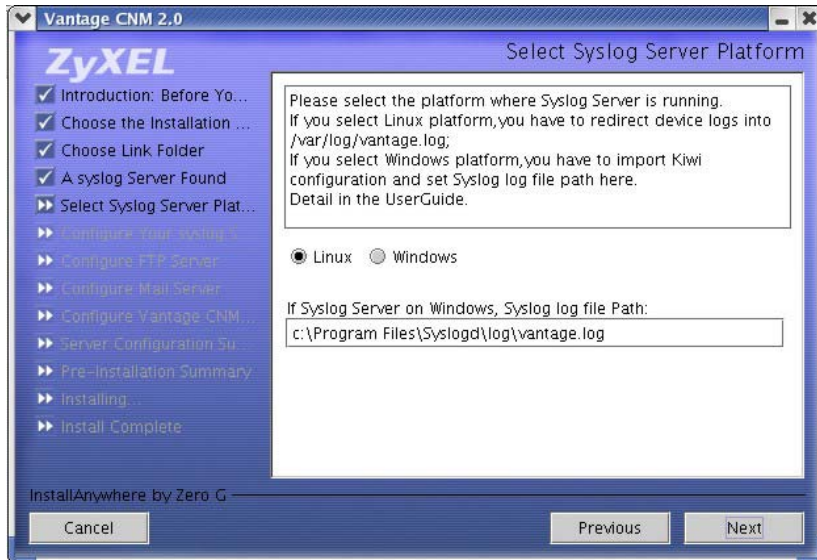 Vantage CNM 2.0
ZyXEL
Select Syslog Server Platform
Introduction: Before Yo...
Choose the Installation ...
Choose Link Folder
A syslog Server Found
Select Syslog Server Plat...
Configure Your syslog S...
Configure FTP Server
Configure Mail Server
Configure Vantage CNM...
Server Configuration Su...
Pre-Installation Summary
Installing...
Install Complete
Please select the platform where Syslog Server is running.
If you select Linux platform,you have to redirect device logs into
/var/log/vantage.log;
If you select Windows platform,you have to import Kiwi
configuration and set Syslog log file path here.
Detail in the UserGuide.
Linux Windows
If Syslog Server on Windows, Syslog log file Path:
c:\Program Files\Syslogd\log\vantage.log
InstallAnywhere by Zero G
Cancel Previous Next